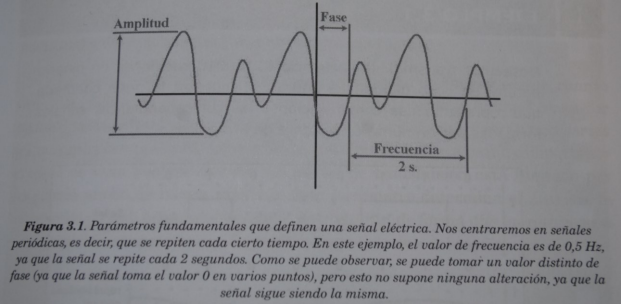 Amplitud
Fase
Frecuencia
2 s.
Figura 3.1. Parámetros fundamentales que definen una señal eléctrica. Nos centraremos en señales
periódicas, es decir, que se repiten cada cierto tiempo. En este ejemplo, el valor de frecuencia es de 0,5 Hz,
ya que la señal se repite cada 2 segundos. Como se puede observar, se puede tomar un valor distinto de
fase (ya que la señal toma el valor 0 en varios puntos), pero esto no supone ninguna alteración, ya que la
señal sigue siendo la misma.